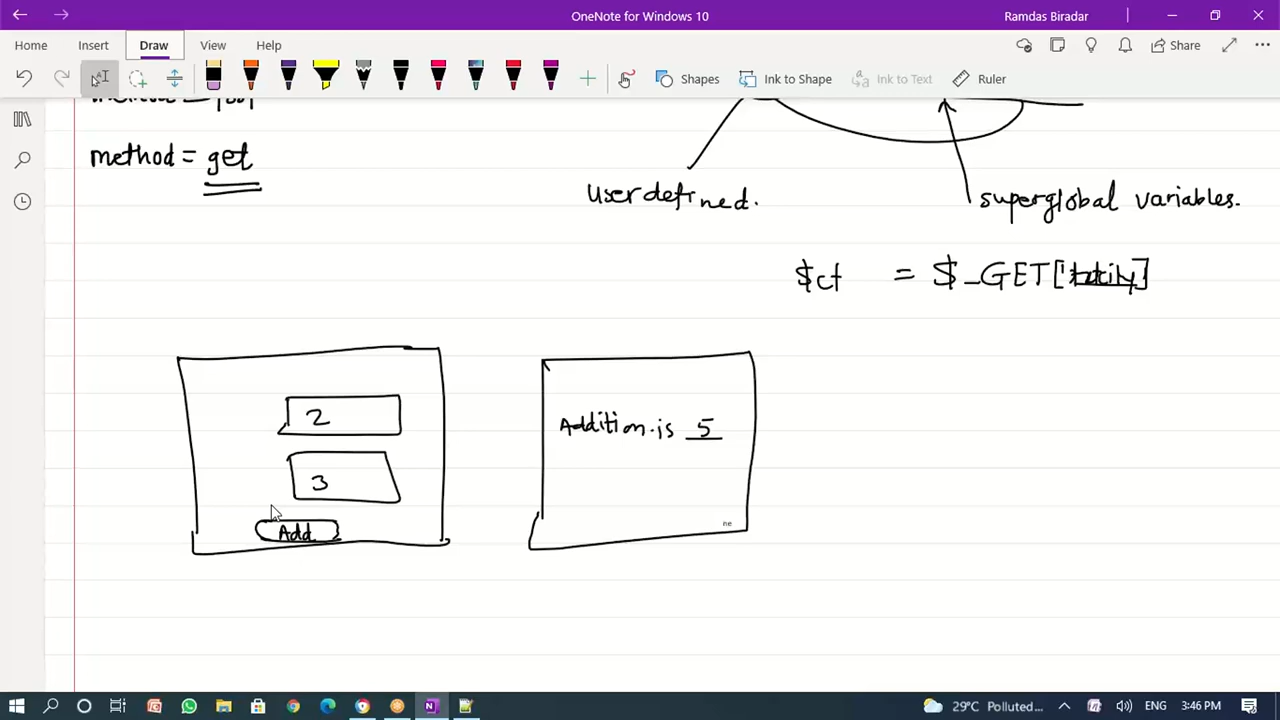 OneNote for Windows 10
Ramdas Biradar
Home Insert Draw View Help
Share
Shapes Ink to Shape Ink to Text Ruler
method = get
userdefined.
superglobal variables.
$ct = $_GET[
2
3
Add
Addition is 5
ne
29°C Polluted... ENG 3:46 PM